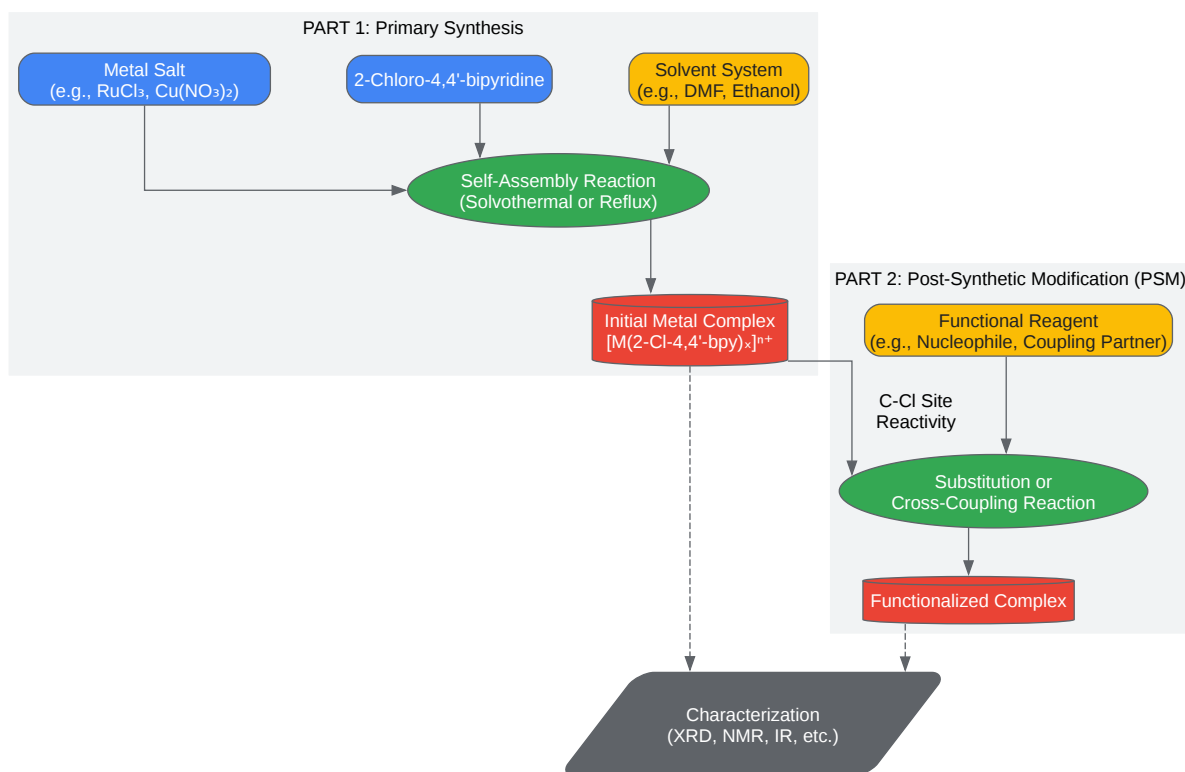 PART 1: Primary Synthesis
Metal Salt
(e.g., RuCl₃, Cu(NO₃)₂)
2-Chloro-4,4'-bipyridine
Solvent System
(e.g., DMF, Ethanol)
Self-Assembly Reaction
(Solvothermal or Reflux)
Initial Metal Complex
[M(2-Cl-4,4'-bpy)ₓ]ⁿ⁺
PART 2: Post-Synthetic Modification (PSM)
Functional Reagent
(e.g., Nucleophile, Coupling Partner)
C-Cl Site
Reactivity
Substitution or
Cross-Coupling Reaction
Functionalized Complex
Characterization
(XRD, NMR, IR, etc.)